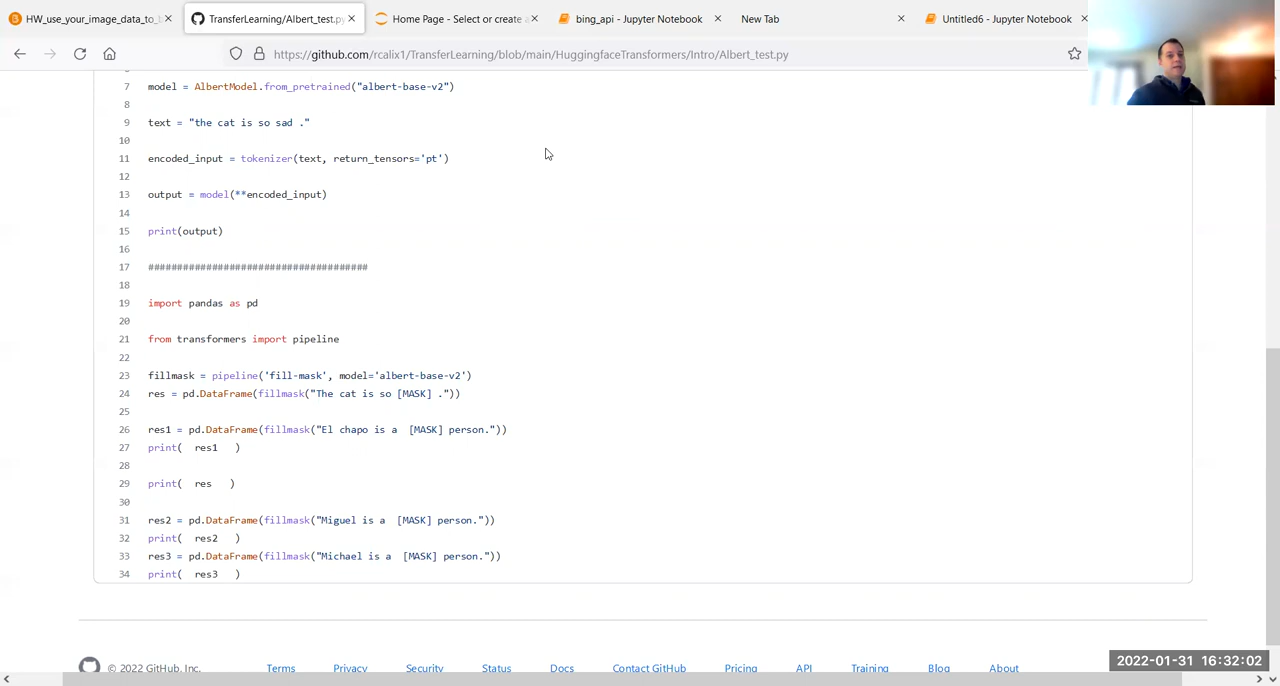 HW_use_your_image_data_to_b
TransferLearning/Albert_test.py
Home Page - Select or create a
bing_api - Jupyter Notebook
New Tab
Untitled6 - Jupyter Notebook
https://github.com/rcalix1/TransferLearning/blob/main/HuggingfaceTransformers/Intro/Albert_test.py
7 model = AlbertModel.from_pretrained("albert-base-v2")
8
9 text = "the cat is so sad ."
10
11 encoded_input = tokenizer(text, return_tensors='pt')
12
13 output = model(**encoded_input)
14
15 print(output)
16
17 #####################################
18
19 import pandas as pd
20
21 from transformers import pipeline
22
23 fillmask = pipeline('fill-mask', model='albert-base-v2')
24 res = pd.DataFrame(fillmask("The cat is so [MASK] ."))
25
26 res1 = pd.DataFrame(fillmask("El chapo is a  [MASK] person."))
27 print(  res1   )
28
29 print(  res   )
30
31 res2 = pd.DataFrame(fillmask("Miguel is a  [MASK] person."))
32 print(  res2   )
33 res3 = pd.DataFrame(fillmask("Michael is a  [MASK] person."))
34 print(  res3   )
© 2022 GitHub, Inc. Terms Privacy Security Status Docs Contact GitHub Pricing API Training Blog About
2022-01-31 16:32:02